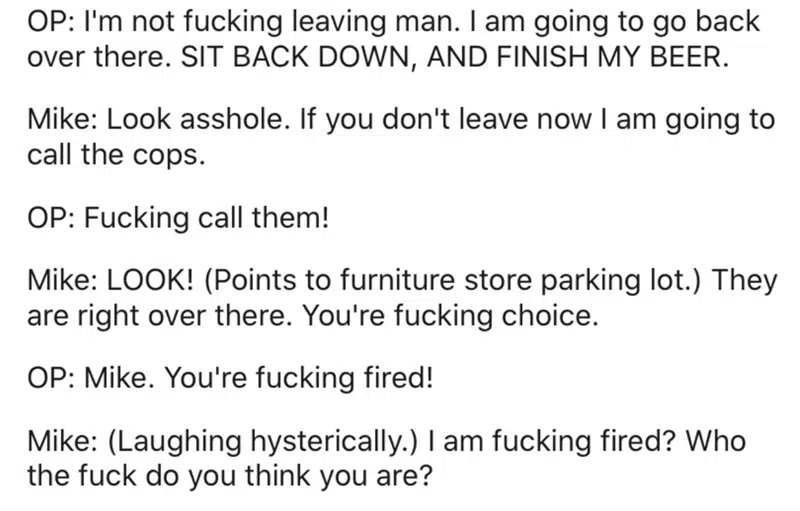 OP: I'm not fucking leaving man. I am going to go back
over there. SIT BACK DOWN, AND FINISH MY BEER.
Mike: Look asshole. If you don't leave now I am going to
call the cops.
OP: Fucking call them!
Mike: LOOK! (Points to furniture store parking lot.) They
are right over there. You're fucking choice.
OP: Mike. You're fucking fired!
Mike: (Laughing hysterically.) I am fucking fired? Who
the fuck do you think you are?